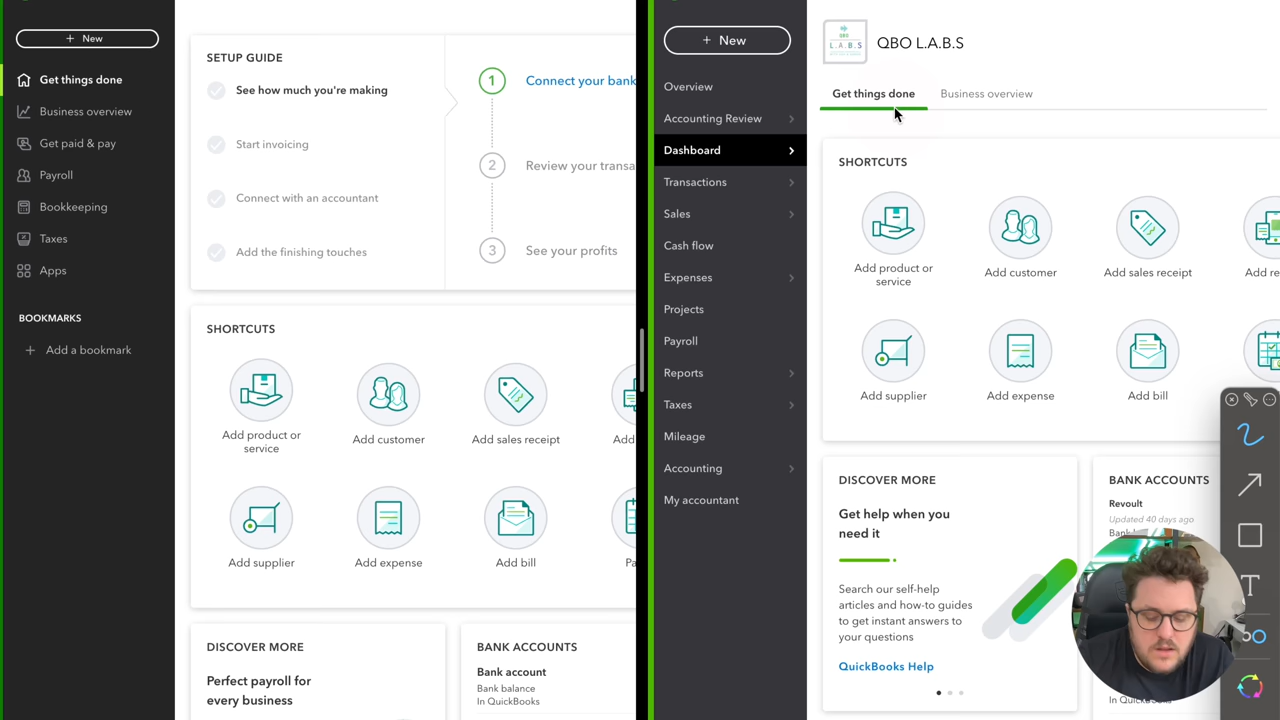 + New
Get things done
Business overview
Get paid & pay
Payroll
Bookkeeping
Taxes
Apps
BOOKMARKS
+ Add a bookmark
SETUP GUIDE
See how much you're making
Start invoicing
Connect with an accountant
Add the finishing touches
1 Connect your bank
2 Review your transa
3 See your profits
SHORTCUTS
Add product or
service
Add customer
Add sales receipt
Add
Add supplier
Add expense
Add bill
Pa
DISCOVER MORE
Perfect payroll for
every business
BANK ACCOUNTS
Bank account
Bank balance
In QuickBooks
+ New
Overview
Accounting Review
Dashboard
Transactions
Sales
Cash flow
Expenses
Projects
Payroll
Reports
Taxes
Mileage
Accounting
My accountant
QBO
L.A.B.S
QBO L.A.B.S
Get things done
Business overview
SHORTCUTS
Add product or
service
Add customer
Add sales receipt
Add re
Add supplier
Add expense
Add bill
DISCOVER MORE
Get help when you
need it
Search our self-help
articles and how-to guides
to get instant answers to
your questions
QuickBooks Help
BANK ACCOUNTS
Revoult
Updated 40 days ago
In QuickBooks
T